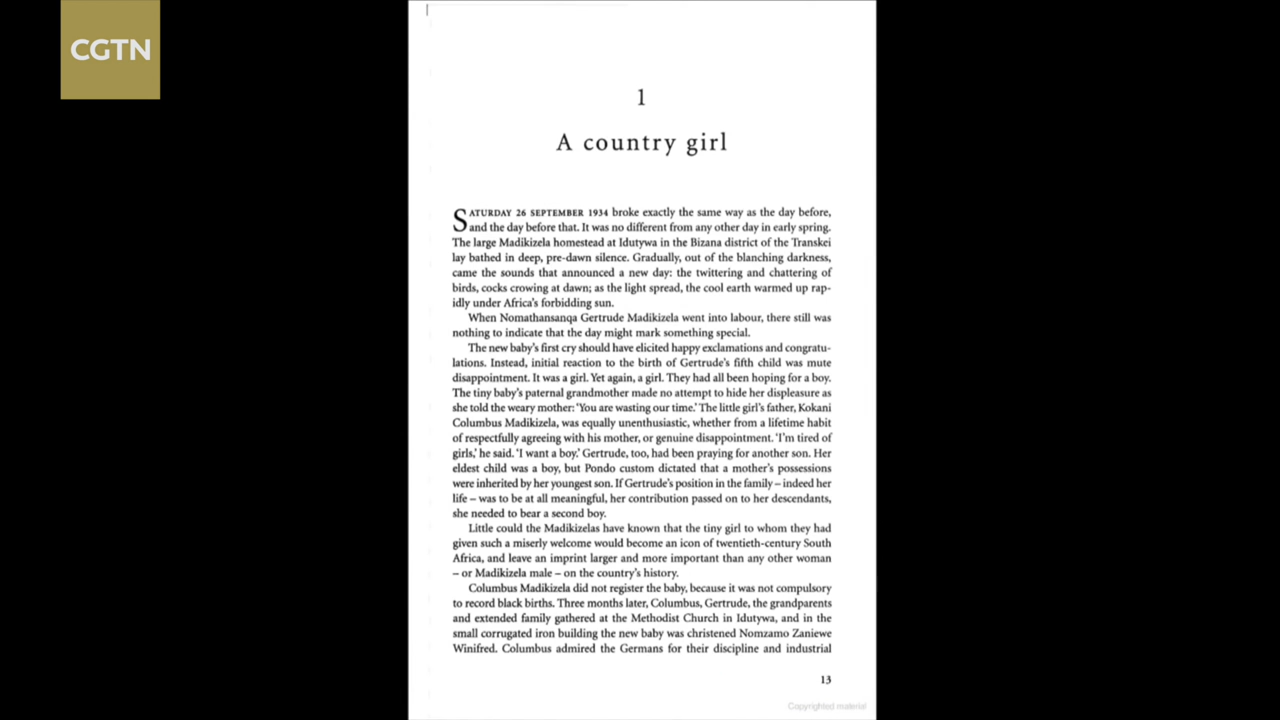 CGTN
1
A country girl
SATURDAY 26 SEPTEMBER 1934 broke exactly the same way as the day before,
and the day before that. It was no different from any other day in early spring.
The large Madikizela homestead at Idutywa in the Bizana district of the Transkei
lay bathed in deep, pre-dawn silence. Gradually, out of the blanching darkness,
came the sounds that announced a new day: the twittering and chattering of
birds, cocks crowing at dawn; as the light spread, the cool earth warmed up rap-
idly under Africa's forbidding sun.
When Nomathansanqa Gertrude Madikizela went into labour, there still was
nothing to indicate that the day might mark something special.
The new baby's first cry should have elicited happy exclamations and congratu-
lations. Instead, initial reaction to the birth of Gertrude's fifth child was mute
disappointment. It was a girl. Yet again, a girl. They had all been hoping for a boy.
The tiny baby's paternal grandmother made no attempt to hide her displeasure as
she told the weary mother: 'You are wasting our time.' The little girl's father, Kokani
Columbus Madikizela, was equally unenthusiastic, whether from a lifetime habit
of respectfully agreeing with his mother, or genuine disappointment. 'I'm tired of
girls,' he said. 'I want a boy.' Gertrude, too, had been praying for another son. Her
eldest child was a boy, but Pondo custom dictated that a mother's possessions
were inherited by her youngest son. If Gertrude's position in the family – indeed her
life – was to be at all meaningful, her contribution passed on to her descendants,
she needed to bear a second boy.
Little could the Madikizelas have known that the tiny girl to whom they had
given such a miserly welcome would become an icon of twentieth-century South
Africa, and leave an imprint larger and more important than any other woman
– or Madikizela male – on the country's history.
Columbus Madikizela did not register the baby, because it was not compulsory
to record black births. Three months later, Columbus, Gertrude, the grandparents
and extended family gathered at the Methodist Church in Idutywa, and in the
small corrugated iron building the new baby was christened Nomzamo Zaniewe
Winifred. Columbus admired the Germans for their discipline and industrial
13
Copyrighted material